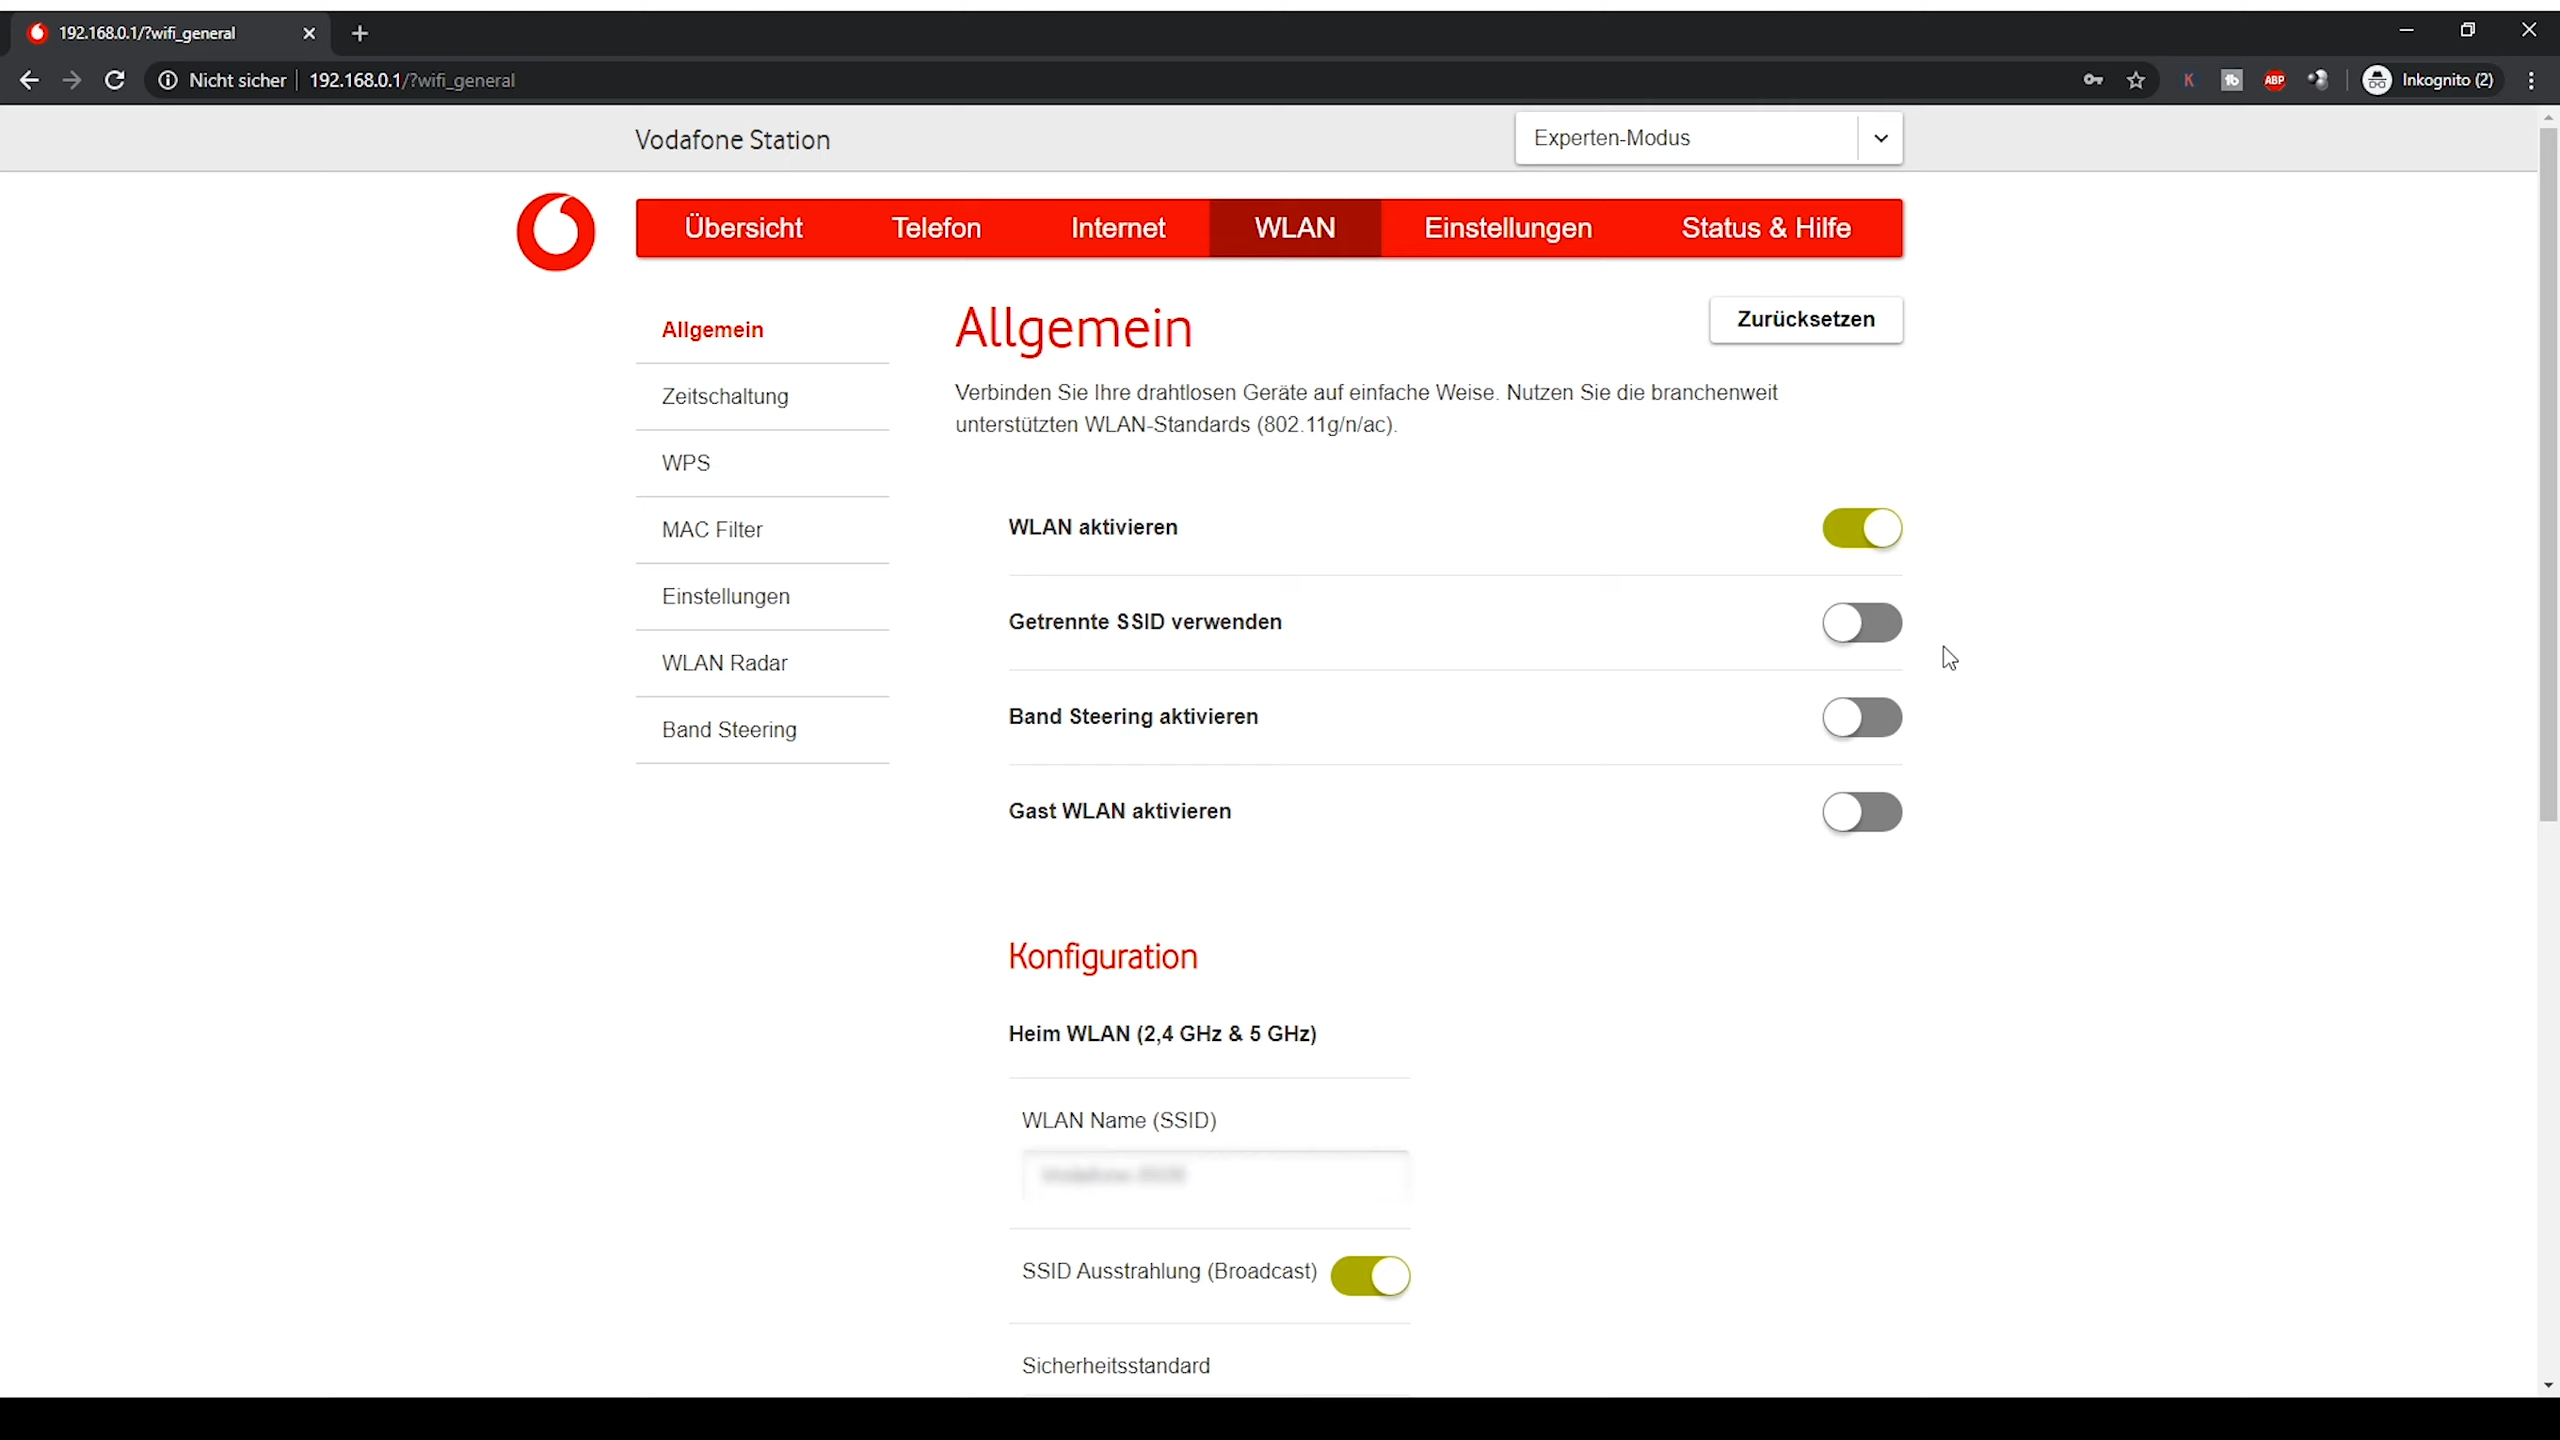 192.168.0.1/?wifi_general
Nicht sicher
192.168.0.1/?wifi_general
K
tb
ABP
Inkognito (2)
Vodafone Station
Experten-Modus
Übersicht
Telefon
Internet
WLAN
Einstellungen
Status & Hilfe
Allgemein
Zeitschaltung
WPS
MAC Filter
Einstellungen
WLAN Radar
Band Steering
Allgemein
Zurücksetzen
Verbinden Sie Ihre drahtlosen Geräte auf einfache Weise. Nutzen Sie die branchenweit
unterstützten WLAN-Standards (802.11g/n/ac).
WLAN aktivieren
Getrennte SSID verwenden
Band Steering aktivieren
Gast WLAN aktivieren
Konfiguration
Heim WLAN (2,4 GHz & 5 GHz)
WLAN Name (SSID)
SSID Ausstrahlung (Broadcast)
Sicherheitsstandard